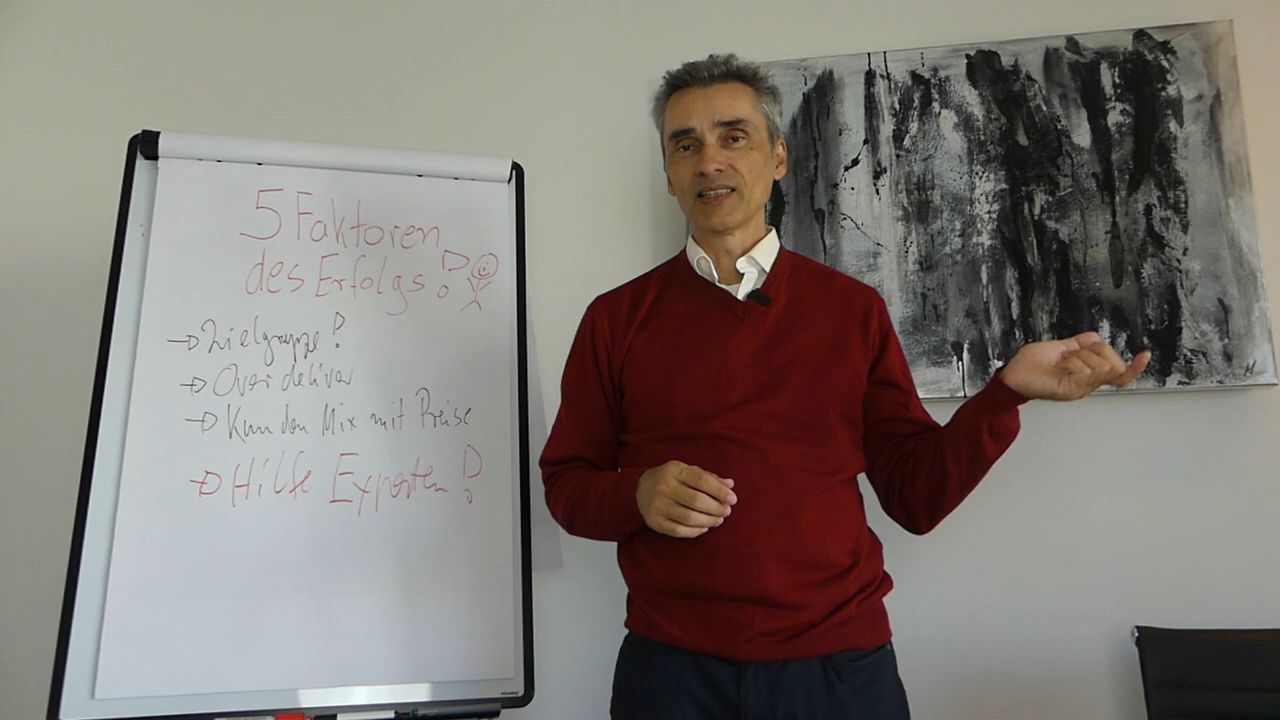 5 Faktoren
des Erfolgs!
→ Zielgruppe!
→ Over deliver
→ Kunden Mix mit Preise
→ Hilfe Experten!